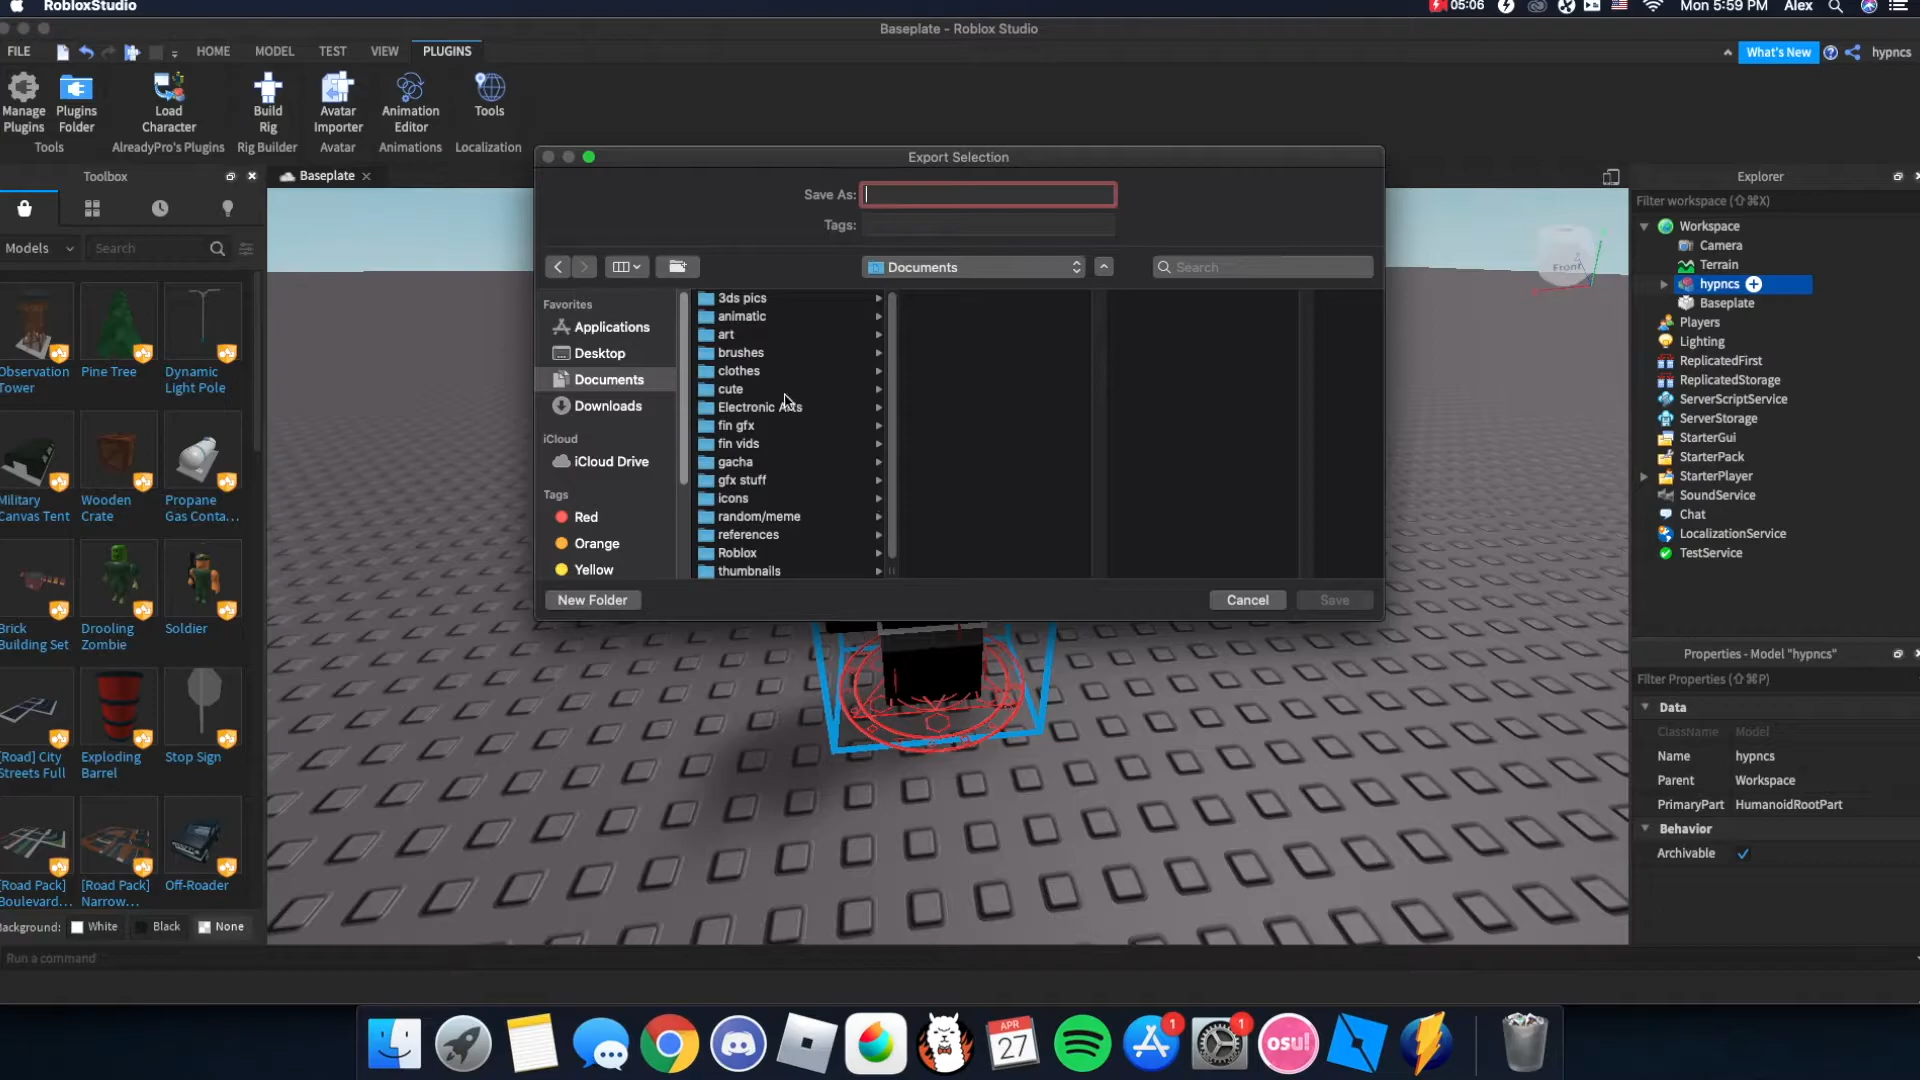 RobloxStudio
05:06
Mon 5:59 PM Alex
Baseplate - Roblox Studio
FILE HOME MODEL TEST VIEW PLUGINS
What's New hypncs
Manage Plugins
Plugins Folder
Load Character
Build Rig
Avatar Importer
Animation Editor
Tools
Tools
AlreadyPro's Plugins
Rig Builder
Avatar
Animations
Localization
Toolbox
Baseplate
Models
Search
Observation Tower
Pine Tree
Dynamic Light Pole
Military Canvas Tent
Wooden Crate
Propane Gas Conta...
Brick Building Set
Drooling Zombie
Soldier
[Road] City Streets Full
Exploding Barrel
Stop Sign
[Road Pack] Boulevard...
[Road Pack] Narrow...
Off-Roader
Background: White Black None
Run a command
Export Selection
Save As:
Tags:
Documents
Search
Favorites
Applications
Desktop
Documents
Downloads
iCloud
iCloud Drive
Tags
Red
Orange
Yellow
3ds pics
animatic
art
brushes
clothes
cute
Electronic Arts
fin gfx
fin vids
gacha
gfx stuff
icons
random/meme
references
Roblox
thumbnails
New Folder
Cancel
Save
Front
Explorer
Filter workspace (⇧⌘X)
Workspace
Camera
Terrain
hypncs
Baseplate
Players
Lighting
ReplicatedFirst
ReplicatedStorage
ServerScriptService
ServerStorage
StarterGui
StarterPack
StarterPlayer
SoundService
Chat
LocalizationService
TestService
Properties - Model "hypncs"
Filter Properties (⇧⌘P)
Data
ClassName Model
Name hypncs
Parent Workspace
PrimaryPart HumanoidRootPart
Behavior
Archivable
APR
27
1
1
osu!